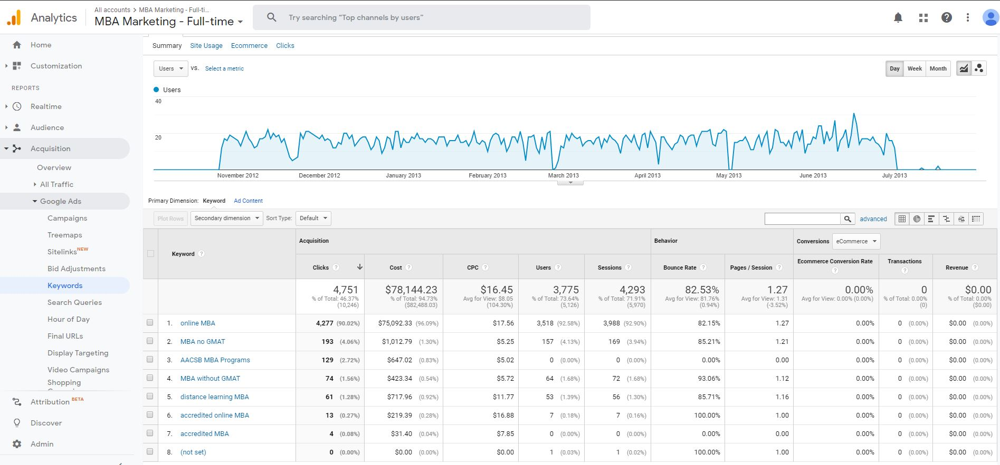 Analytics
All accounts > MBA Marketing - Full-ti...
MBA Marketing - Full-time
Try searching “Top channels by users”
Home
Customization
REPORTS
Realtime
Audience
Acquisition
Overview
All Traffic
Google Ads
Campaigns
Treemaps
Sitelinks NEW
Bid Adjustments
Keywords
Search Queries
Hour of Day
Final URLs
Display Targeting
Video Campaigns
Shopping
Attribution BETA
Discover
Admin
Summary Site Usage Ecommerce Clicks
Users VS. Select a metric
Day Week Month
Users
40
20
November 2012 December 2012 January 2013 February 2013 March 2013 April 2013 May 2013 June 2013 July 2013
Primary Dimension: Keyword Ad Content
Plot Rows Secondary dimension Sort Type: Default advanced
Keyword ?
Acquisition Behavior Conversions eCommerce
Clicks ? Cost ? CPC ? Users ? Sessions ? Bounce Rate ? Pages / Session ? Ecommerce Conversion Rate ? Transactions ? Revenue ?
4,751 $78,144.23 $16.45 3,775 4,293 82.53% 1.27 0.00% 0 $0.00
% of Total: 46.37% % of Total: 94.73% Avg for View: $8.05 % of Total: 73.64% % of Total: 71.91% Avg for View: 81.76% Avg for View: 1.31 Avg for View: 0.00% (0.00%) % of Total: 0.00% % of Total: 0.00%
(10,246) ($82,488.03) (104.30%) (5,126) (5,970) (0.94%) (-3.52%) (0) ($0.00)
1. online MBA 4,277 (90.02%) $75,092.33 (96.09%) $17.56 3,518 (92.58%) 3,988 (92.90%) 82.15% 1.27 0.00% 0 (0.00%) $0.00 (0.00%)
2. MBA no GMAT 193 (4.06%) $1,012.79 (1.30%) $5.25 157 (4.13%) 169 (3.94%) 85.21% 1.21 0.00% 0 (0.00%) $0.00 (0.00%)
3. AACSB MBA Programs 129 (2.72%) $647.02 (0.83%) $5.02 0 (0.00%) 0 (0.00%) 0.00% 0.00 0.00% 0 (0.00%) $0.00 (0.00%)
4. MBA without GMAT 74 (1.56%) $423.34 (0.54%) $5.72 64 (1.68%) 72 (1.68%) 93.06% 1.12 0.00% 0 (0.00%) $0.00 (0.00%)
5. distance learning MBA 61 (1.28%) $717.96 (0.92%) $11.77 53 (1.39%) 56 (1.30%) 85.71% 1.16 0.00% 0 (0.00%) $0.00 (0.00%)
6. accredited online MBA 13 (0.27%) $219.39 (0.28%) $16.88 7 (0.18%) 7 (0.16%) 100.00% 1.00 0.00% 0 (0.00%) $0.00 (0.00%)
7. accredited MBA 4 (0.08%) $31.40 (0.04%) $7.85 0 (0.00%) 0 (0.00%) 0.00% 0.00 0.00% 0 (0.00%) $0.00 (0.00%)
8. (not set) 0 (0.00%) $0.00 (0.00%) $0.00 1 (0.03%) 1 (0.02%) 100.00% 1.00 0.00% 0 (0.00%) $0.00 (0.00%)